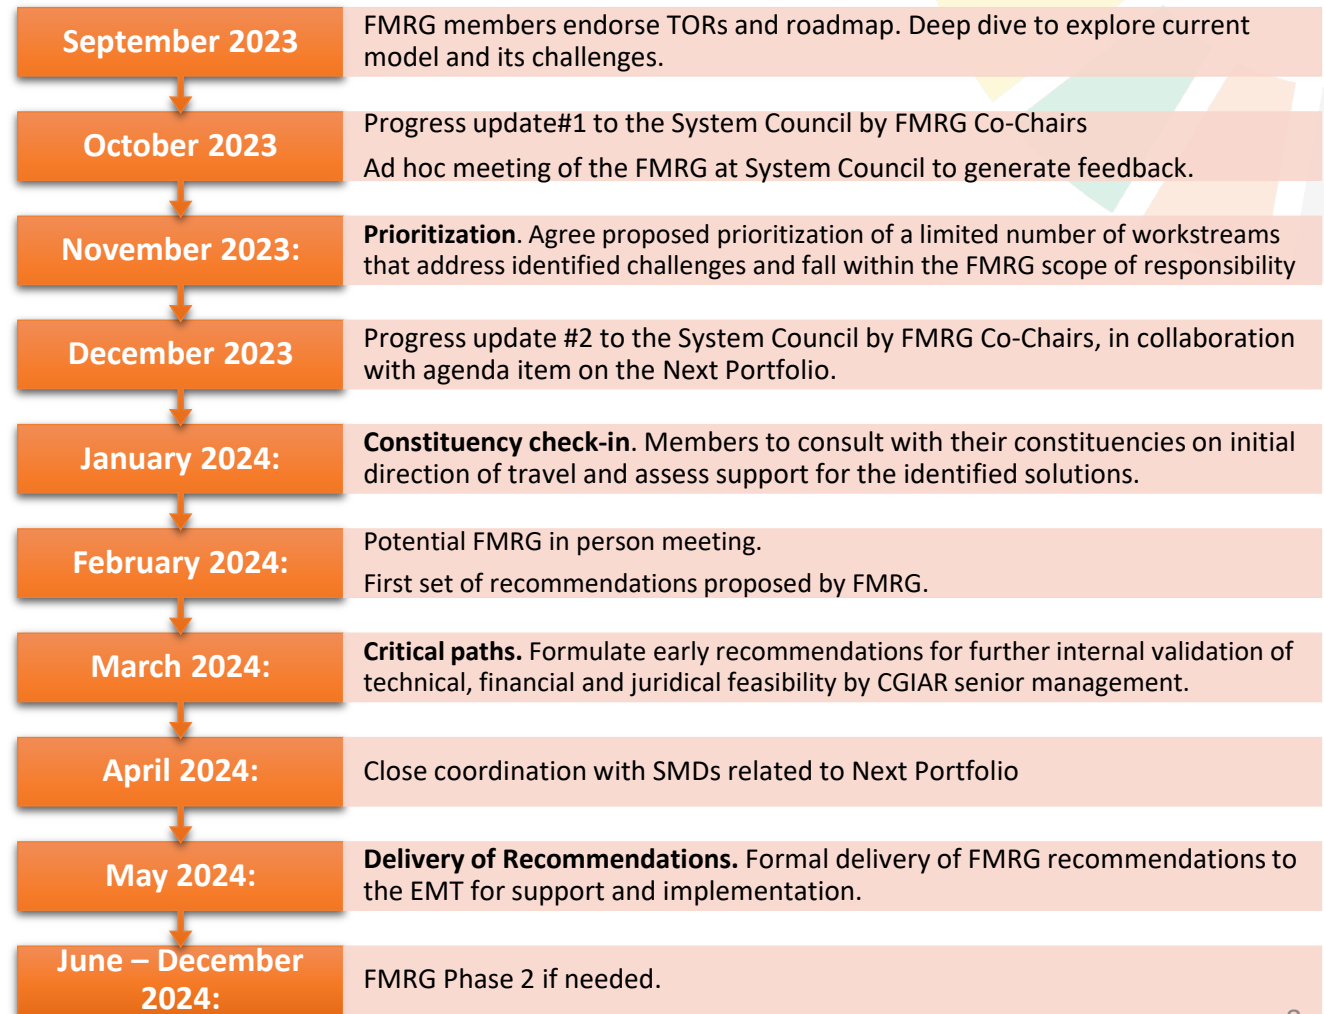 September 2023
FMRG members endorse TORs and roadmap. Deep dive to explore current
model and its challenges.
October 2023
Progress update#1 to the System Council by FMRG Co-Chairs
Ad hoc meeting of the FMRG at System Council to generate feedback.
November 2023:
Prioritization. Agree proposed prioritization of a limited number of workstreams
that address identified challenges and fall within the FMRG scope of responsibility
December 2023
Progress update #2 to the System Council by FMRG Co-Chairs, in collaboration
with agenda item on the Next Portfolio.
January 2024:
Constituency check-in. Members to consult with their constituencies on initial
direction of travel and assess support for the identified solutions.
February 2024:
Potential FMRG in person meeting.
First set of recommendations proposed by FMRG.
March 2024:
Critical paths. Formulate early recommendations for further internal validation of
technical, financial and juridical feasibility by CGIAR senior management.
April 2024:
Close coordination with SMDs related to Next Portfolio
May 2024:
Delivery of Recommendations. Formal delivery of FMRG recommendations to
the EMT for support and implementation.
June – December
2024:
FMRG Phase 2 if needed.